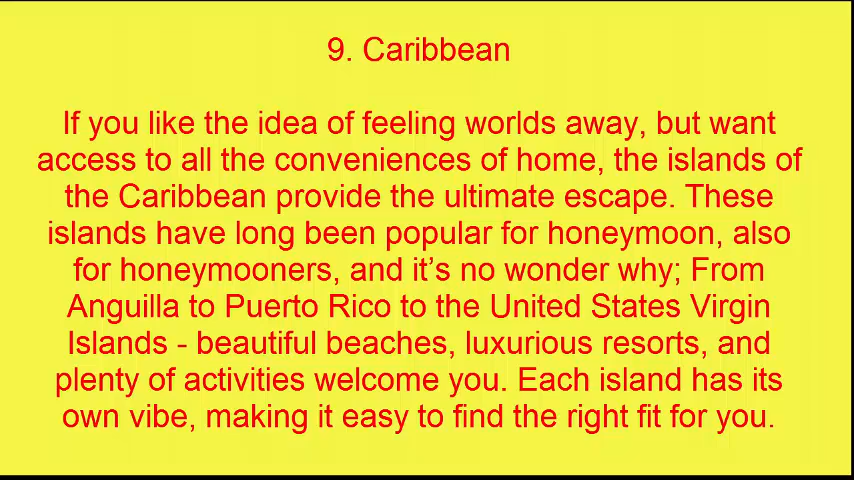 9. Caribbean
If you like the idea of feeling worlds away, but want
access to all the conveniences of home, the islands of
the Caribbean provide the ultimate escape. These
islands have long been popular for honeymoon, also
for honeymooners, and it’s no wonder why; From
Anguilla to Puerto Rico to the United States Virgin
Islands - beautiful beaches, luxurious resorts, and
plenty of activities welcome you. Each island has its
own vibe, making it easy to find the right fit for you.